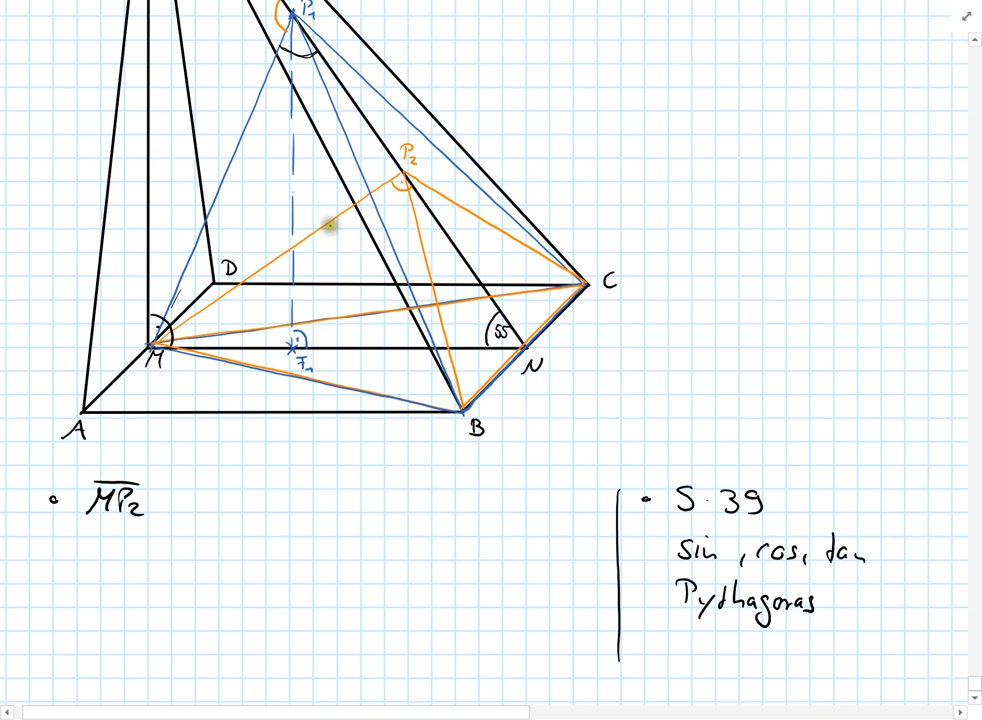 P₁
P₂
D
C
55
M
F₁
N
A
B
• MP₂
• S. 39
sin, cos, tan
Pythagoras